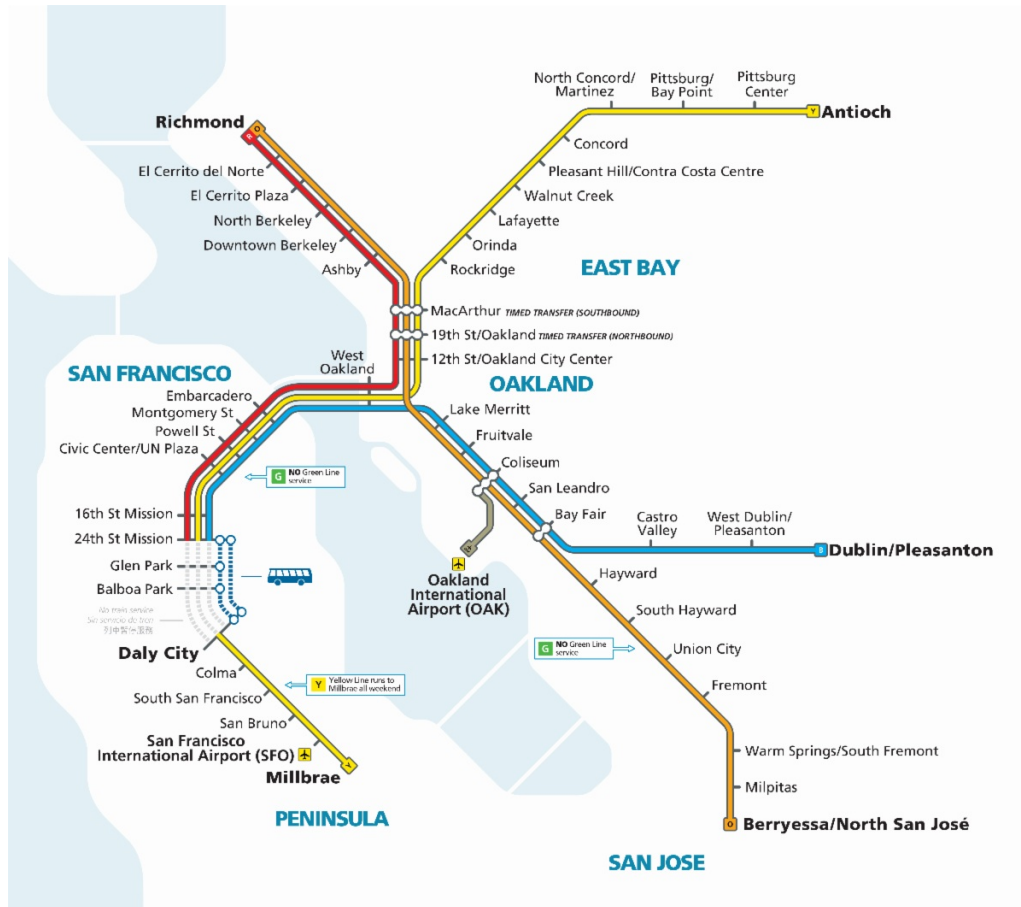 North Concord/
Martinez
Pittsburg/
Bay Point
Pittsburg
Center
Y
Antioch
Richmond
O
R
Concord
El Cerrito del Norte
Pleasant Hill/Contra Costa Centre
El Cerrito Plaza
Walnut Creek
North Berkeley
Lafayette
Downtown Berkeley
Orinda
Ashby
Rockridge
EAST BAY
MacArthur TIMED TRANSFER (SOUTHBOUND)
19th St/Oakland TIMED TRANSFER (NORTHBOUND)
West
Oakland
12th St/Oakland City Center
SAN FRANCISCO
OAKLAND
Embarcadero
Montgomery St
Powell St
Civic Center/UN Plaza
Lake Merritt
Fruitvale
Coliseum
G NO Green Line
service
San Leandro
Bay Fair
16th St Mission
24th St Mission
Castro
Valley
West Dublin/
Pleasanton
B
Dublin/Pleasanton
Glen Park
Balboa Park
Oakland
International
Airport (OAK)
Hayward
No train service
Sin servicio de tren
列車暫停服務
South Hayward
Daly City
G NO Green Line
service
Union City
Colma
Y Yellow Line runs to
Millbrae all weekend
South San Francisco
Fremont
San Bruno
San Francisco
International Airport (SFO)
Y
Millbrae
Warm Springs/South Fremont
Milpitas
PENINSULA
O
Berryessa/North San José
SAN JOSE